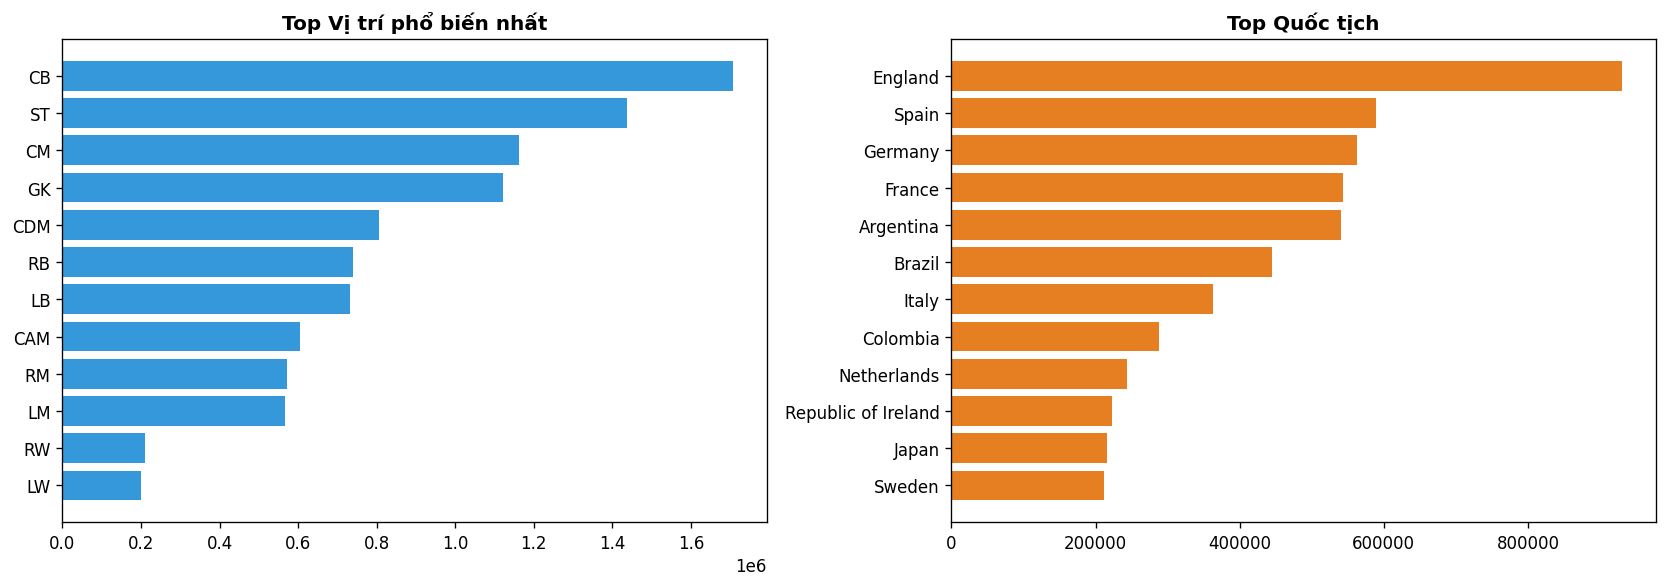 Top Vị trí phổ biến nhất
CB
ST
CM
GK
CDM
RB
LB
CAM
RM
LM
RW
LW
0.0 0.2 0.4 0.6 0.8 1.0 1.2 1.4 1.6
1e6
Top Quốc tịch
England
Spain
Germany
France
Argentina
Brazil
Italy
Colombia
Netherlands
Republic of Ireland
Japan
Sweden
0 200000 400000 600000 800000